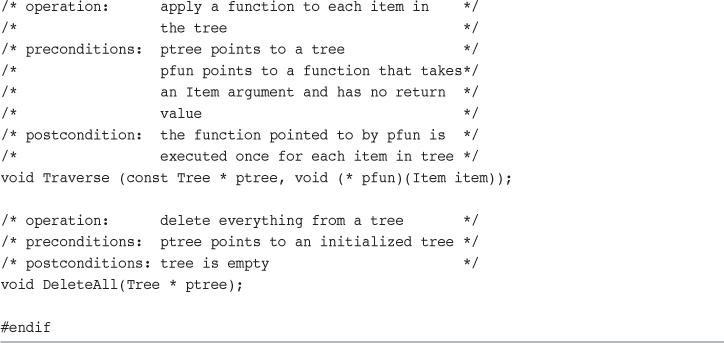 /* operation:      apply a function to each item in    */
/*                 the tree                            */
/* preconditions:  ptree points to a tree              */
/*                 pfun points to a function that takes*/
/*                 an Item argument and has no return  */
/*                 value                               */
/* postcondition:  the function pointed to by pfun is  */
/*                 executed once for each item in tree */
void Traverse (const Tree * ptree, void (* pfun)(Item item));
/* operation:      delete everything from a tree       */
/* preconditions:  ptree points to an initialized tree */
/* postconditions: tree is empty                       */
void DeleteAll(Tree * ptree);
#endif